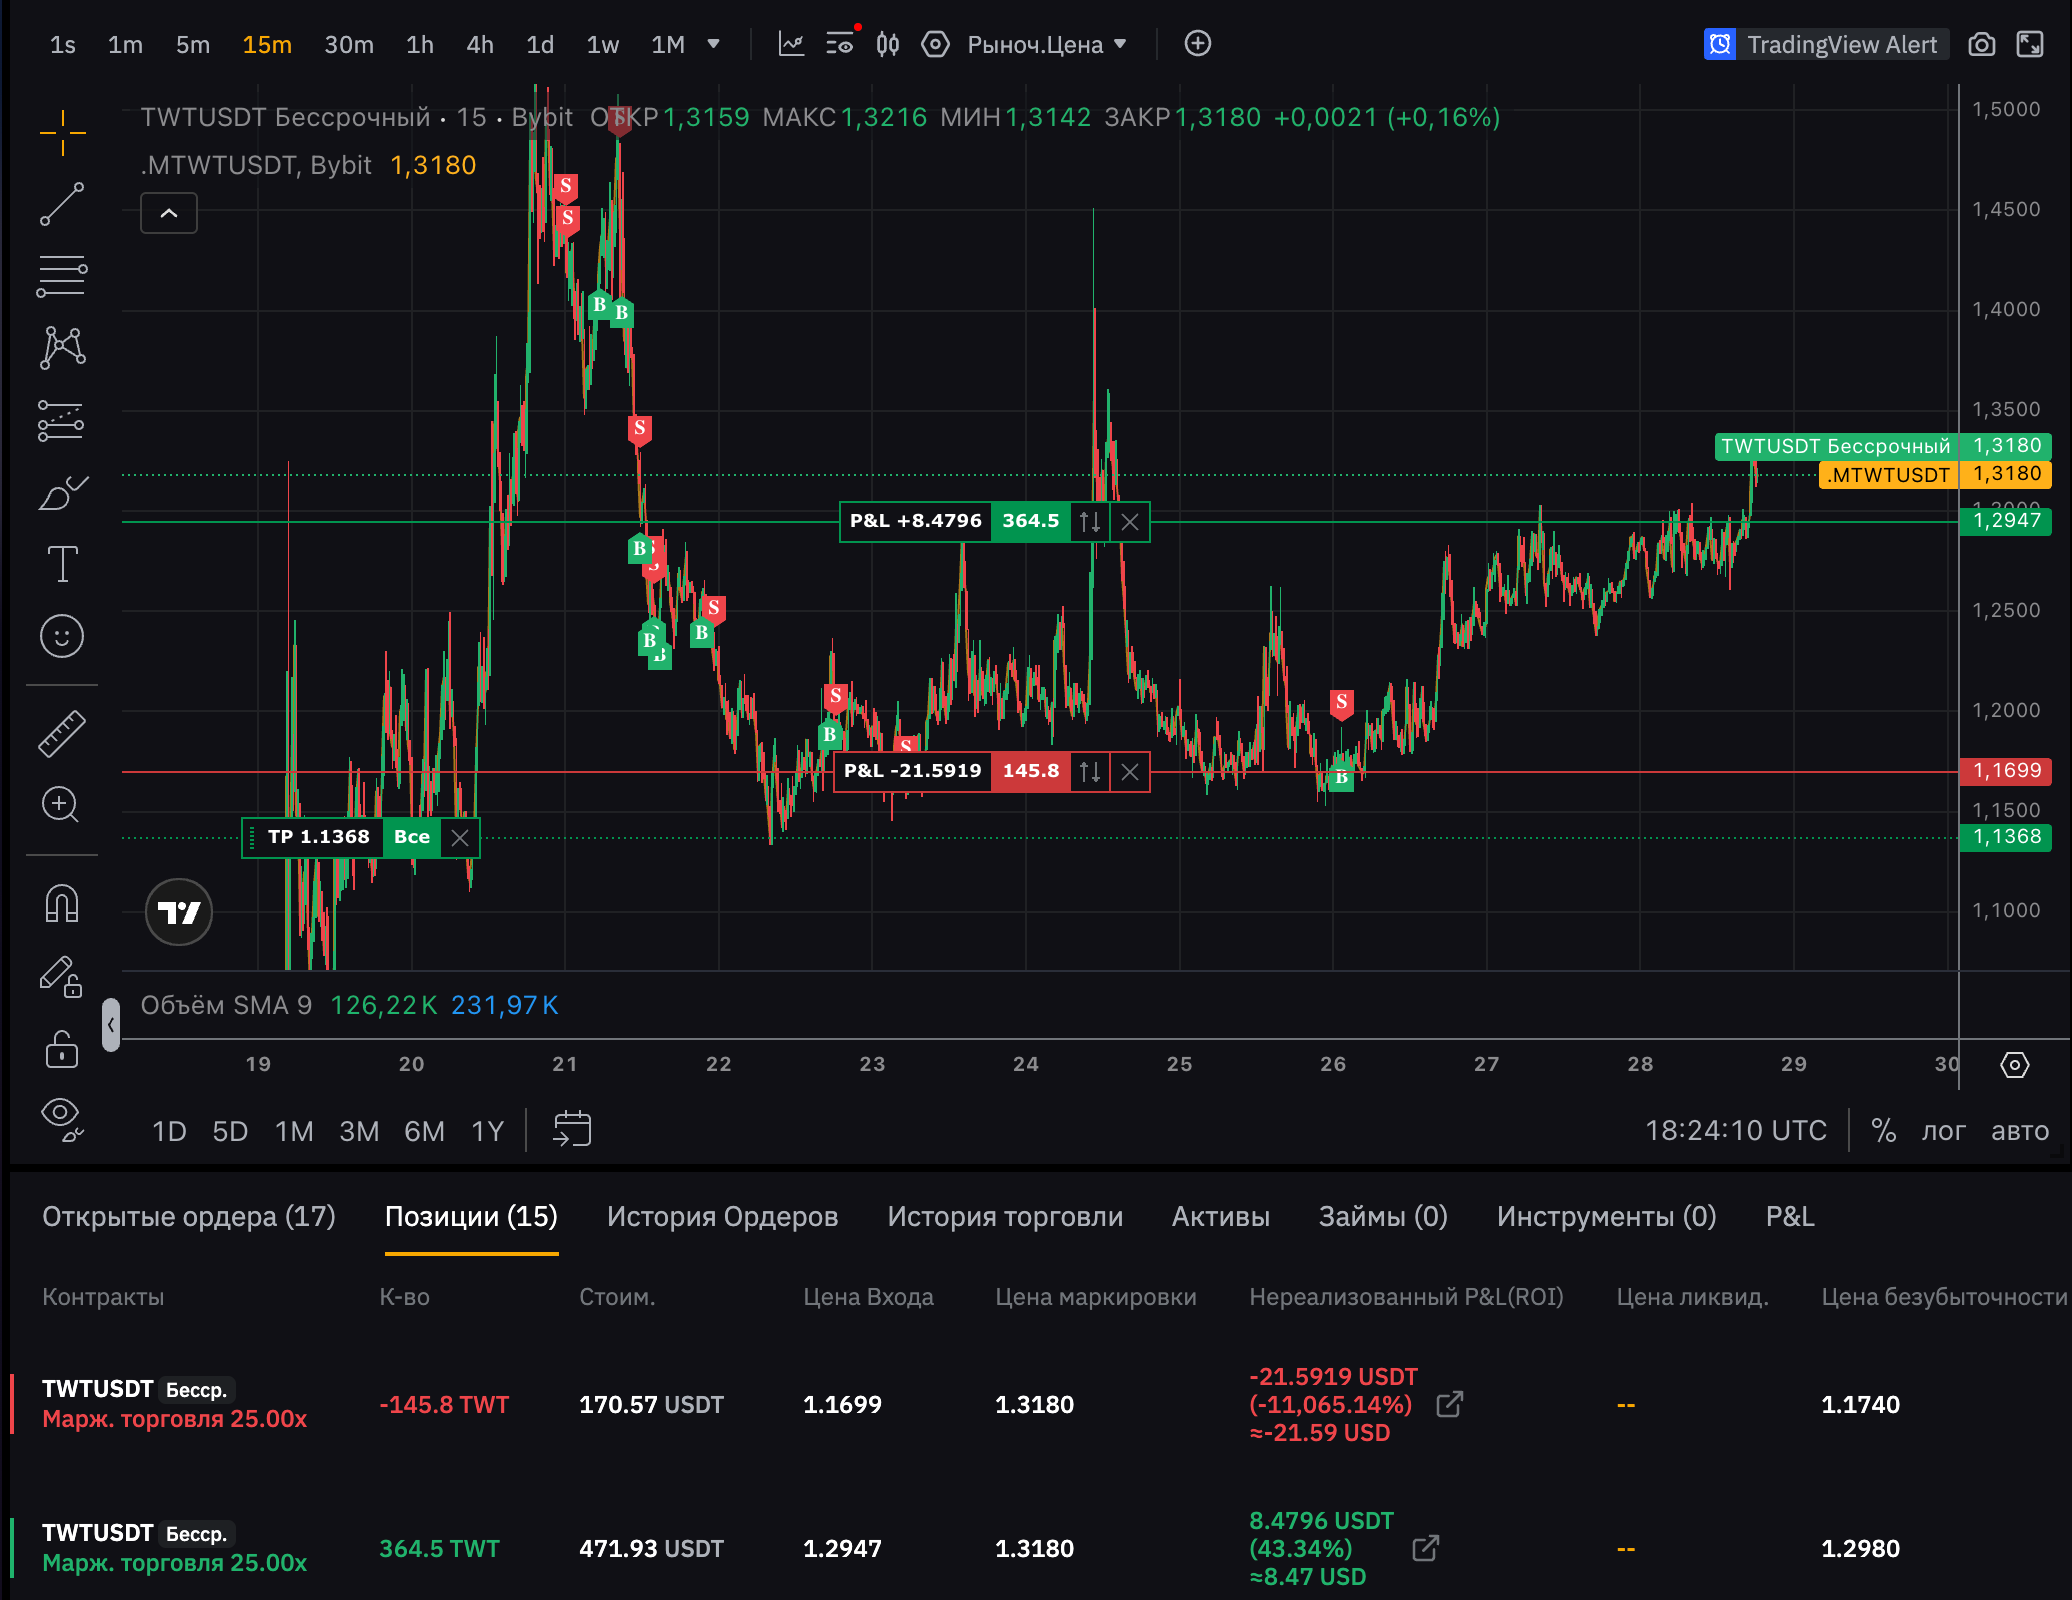 1s 1m 5m 15m 30m 1h 4h 1d 1w 1M Рыноч.Цена TradingView Alert
TWTUSDT Бессрочный · 15 · Bybit ОТКР 1,3159 МАКС 1,3216 МИН 1,3142 ЗАКР 1,3180 +0,0021 (+0,16%)
.MTWTUSDT, Bybit 1,3180
1,5000
1,4500
1,4000
1,3500
TWTUSDT Бессрочный 1,3180
.MTWTUSDT 1,3180
P&L +8.4796 364.5
1,2947
1,2500
1,2000
P&L -21.5919 145.8
1,1699
1,1500
TP 1.1368 Все
1,1368
1,1000
S
S
S
B
B
S
B
S
B
B
S
B
S
B
S
S
B
Объём SMA 9 126,22 K 231,97 K
19 20 21 22 23 24 25 26 27 28 29 30
1D 5D 1M 3M 6M 1Y 18:24:10 UTC % лог авто
Открытые ордера (17) Позиции (15) История Ордеров История торговли Активы Займы (0) Инструменты (0) P&L
Контракты К-во Стоим. Цена Входа Цена маркировки Нереализованный P&L(ROI) Цена ликвид. Цена безубыточности
TWTUSDT Бесср.
Марж. торговля 25.00x
-145.8 TWT 170.57 USDT 1.1699 1.3180
-21.5919 USDT
(-11,065.14%)
≈-21.59 USD
-- 1.1740
TWTUSDT Бесср.
Марж. торговля 25.00x
364.5 TWT 471.93 USDT 1.2947 1.3180
8.4796 USDT
(43.34%)
≈8.47 USD
-- 1.2980